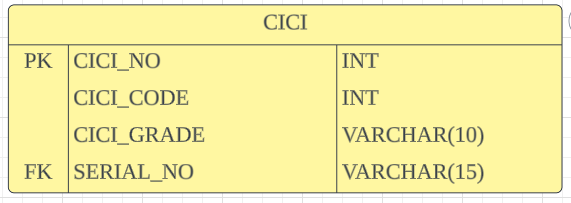 CICI
PK CICI_NO INT
CICI_CODE INT
CICI_GRADE VARCHAR(10)
FK SERIAL_NO VARCHAR(15)